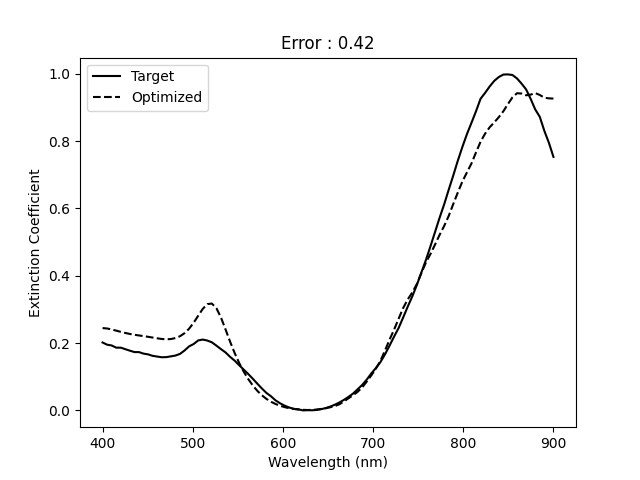 Error : 0.42
Target
Optimized
Extinction Coefficient
1.0
0.8
0.6
0.4
0.2
0.0
400 500 600 700 800 900
Wavelength (nm)